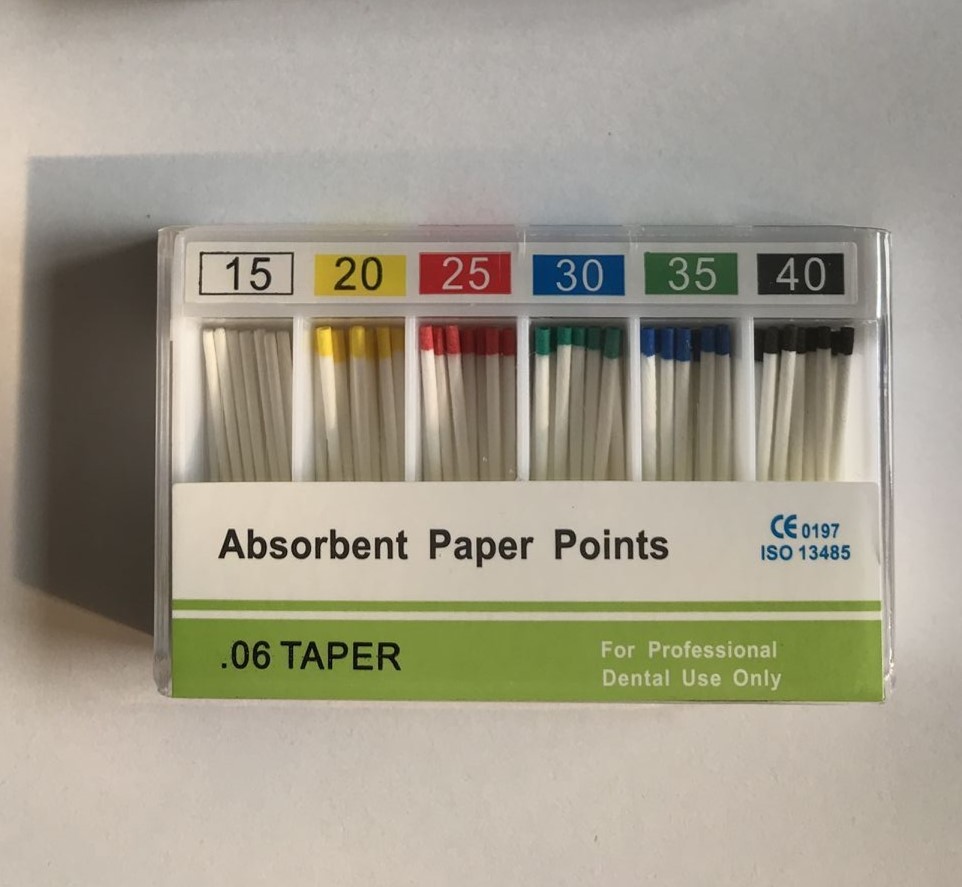 15 20 25 30 35 40
Absorbent Paper Points
CE 0197
ISO 13485
.06 TAPER
For Professional
Dental Use Only